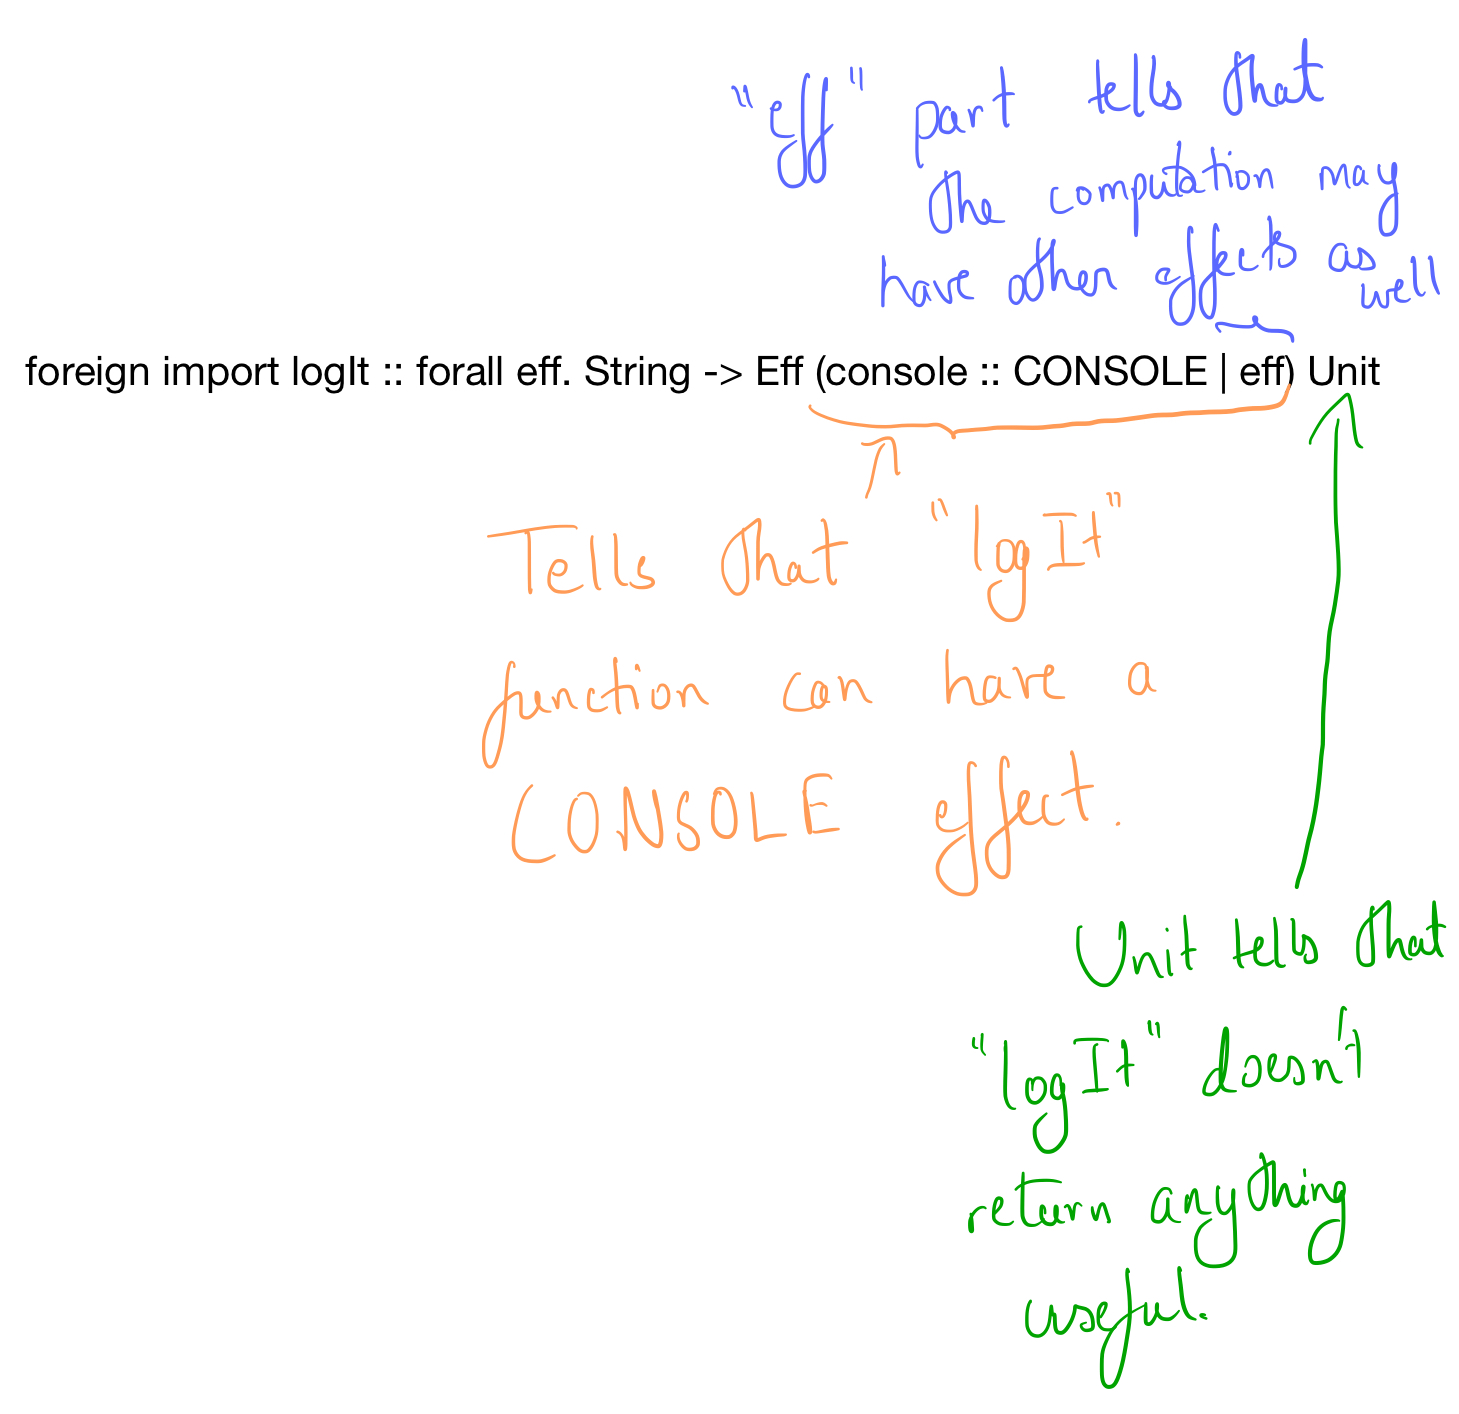 "eff" part tells that
the computation may
have other effects as
well
foreign import logIt :: forall eff. String -> Eff (console :: CONSOLE | eff) Unit
Tells that "logIt"
function can have a
CONSOLE effect.
Unit tells that
"logIt" doesn't
return anything
useful.